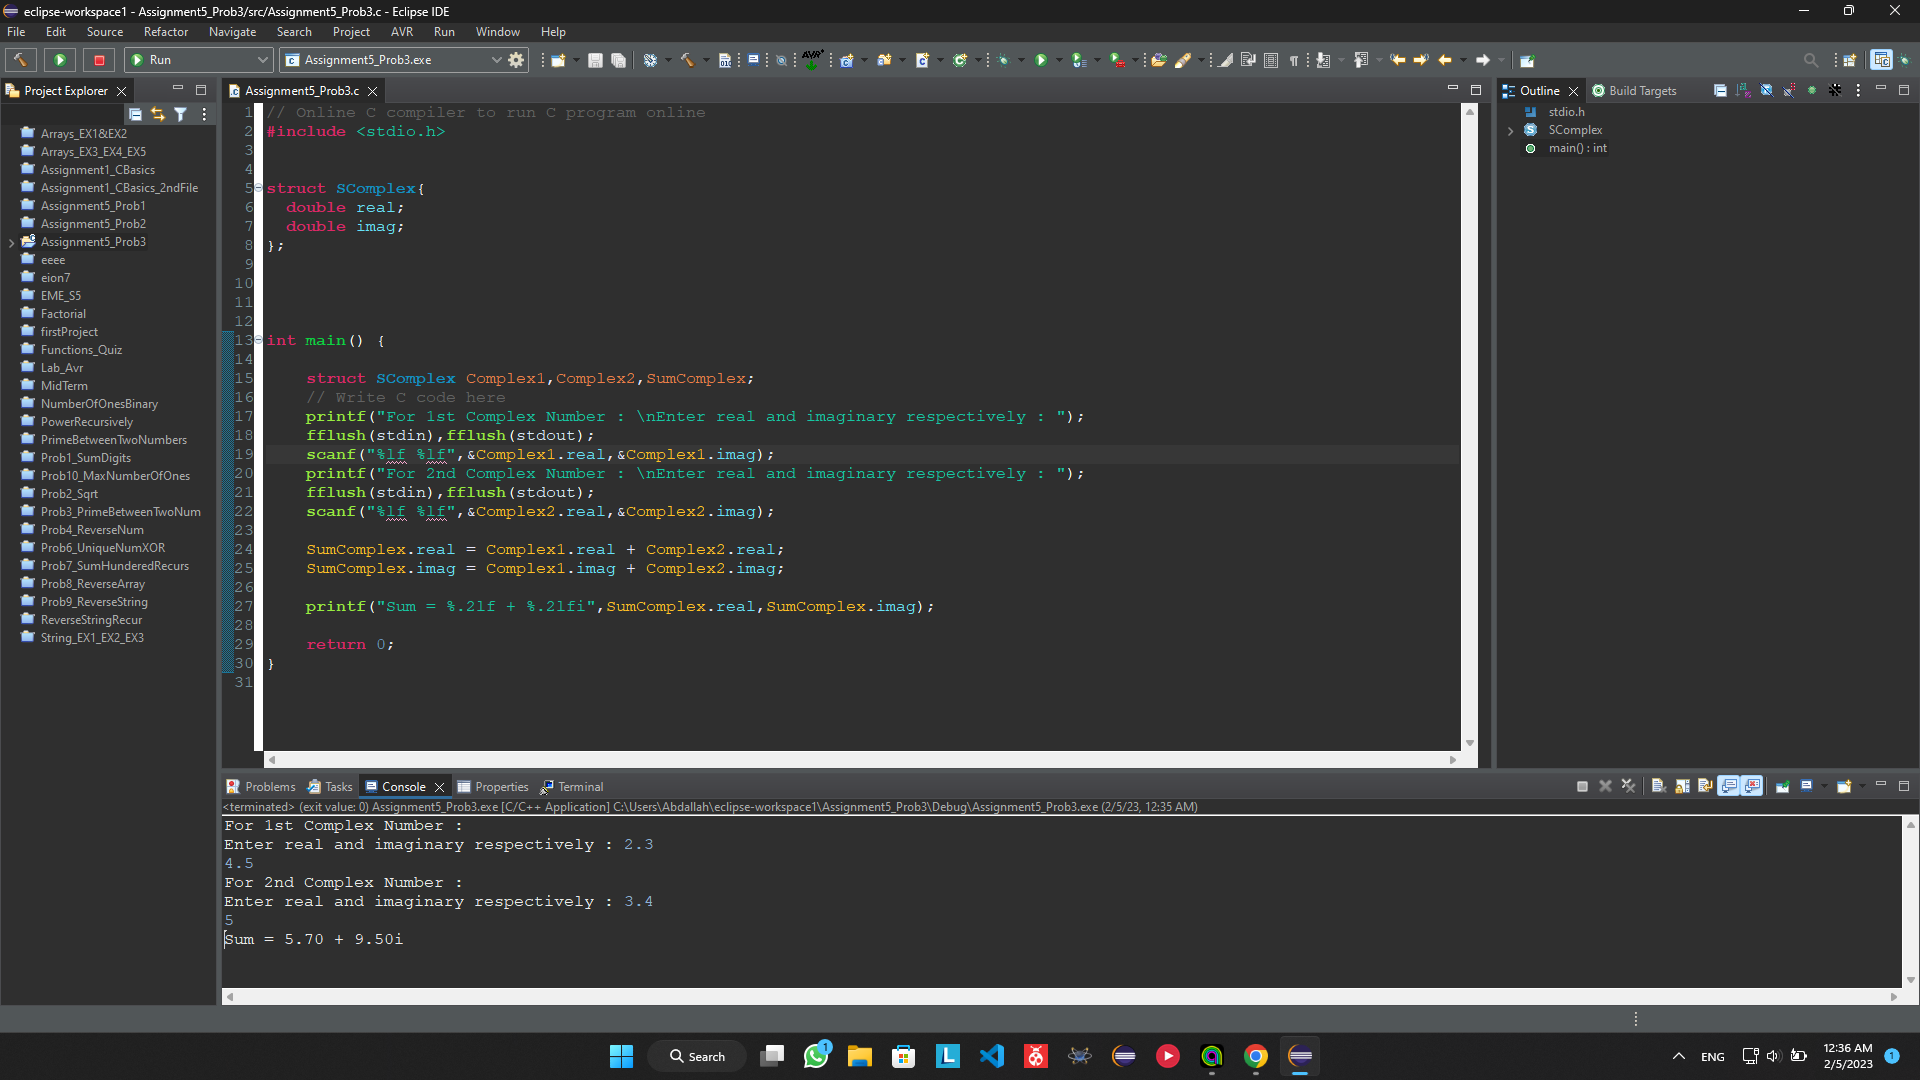 eclipse-workspace1 - Assignment5_Prob3/src/Assignment5_Prob3.c - Eclipse IDE
File Edit Source Refactor Navigate Search Project AVR Run Window Help
Run
Assignment5_Prob3.exe
Project Explorer
Arrays_EX1&EX2
Arrays_EX3_EX4_EX5
Assignment1_CBasics
Assignment1_CBasics_2ndFile
Assignment5_Prob1
Assignment5_Prob2
Assignment5_Prob3
eeee
eion7
EME_S5
Factorial
firstProject
Functions_Quiz
Lab_Avr
MidTerm
NumberOfOnesBinary
PowerRecursively
PrimeBetweenTwoNumbers
Prob1_SumDigits
Prob10_MaxNumberOfOnes
Prob2_Sqrt
Prob3_PrimeBetweenTwoNum
Prob4_ReverseNum
Prob6_UniqueNumXOR
Prob7_SumHunderedRecurs
Prob8_ReverseArray
Prob9_ReverseString
ReverseStringRecur
String_EX1_EX2_EX3
Assignment5_Prob3.c
1 // Online C compiler to run C program online
2 #include <stdio.h>
3
4
5 struct SComplex{
6 double real;
7 double imag;
8 };
9
10
11
12
13 int main() {
14
15 struct SComplex Complex1,Complex2,SumComplex;
16 // Write C code here
17 printf("For 1st Complex Number : \nEnter real and imaginary respectively : ");
18 fflush(stdin),fflush(stdout);
19 scanf("%lf %lf",&Complex1.real,&Complex1.imag);
20 printf("For 2nd Complex Number : \nEnter real and imaginary respectively : ");
21 fflush(stdin),fflush(stdout);
22 scanf("%lf %lf",&Complex2.real,&Complex2.imag);
23
24 SumComplex.real = Complex1.real + Complex2.real;
25 SumComplex.imag = Complex1.imag + Complex2.imag;
26
27 printf("Sum = %.2lf + %.2lfi",SumComplex.real,SumComplex.imag);
28
29 return 0;
30 }
31
Outline Build Targets
stdio.h
SComplex
main() : int
Problems Tasks Console Properties Terminal
<terminated> (exit value: 0) Assignment5_Prob3.exe [C/C++ Application] C:\Users\Abdallah\eclipse-workspace1\Assignment5_Prob3\Debug\Assignment5_Prob3.exe (2/5/23, 12:35 AM)
For 1st Complex Number :
Enter real and imaginary respectively : 2.3
4.5
For 2nd Complex Number :
Enter real and imaginary respectively : 3.4
5
Sum = 5.70 + 9.50i
Search
1
ENG
12:36 AM
2/5/2023
1